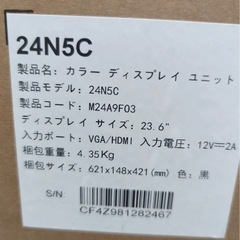 24N5C
製品名: カラー ディスプレイ ユニット
製品モデル: 24N5C
製品コード: M24A9F03
ディスプレイ サイズ: 23.6"
入力ポート: VGA/HDMI 入力電圧: 12V⎓2A
梱包重量: 4.35Kg
梱包サイズ: 621x148x421(mm) 色: 黒
S/N:
CF4Z981282467